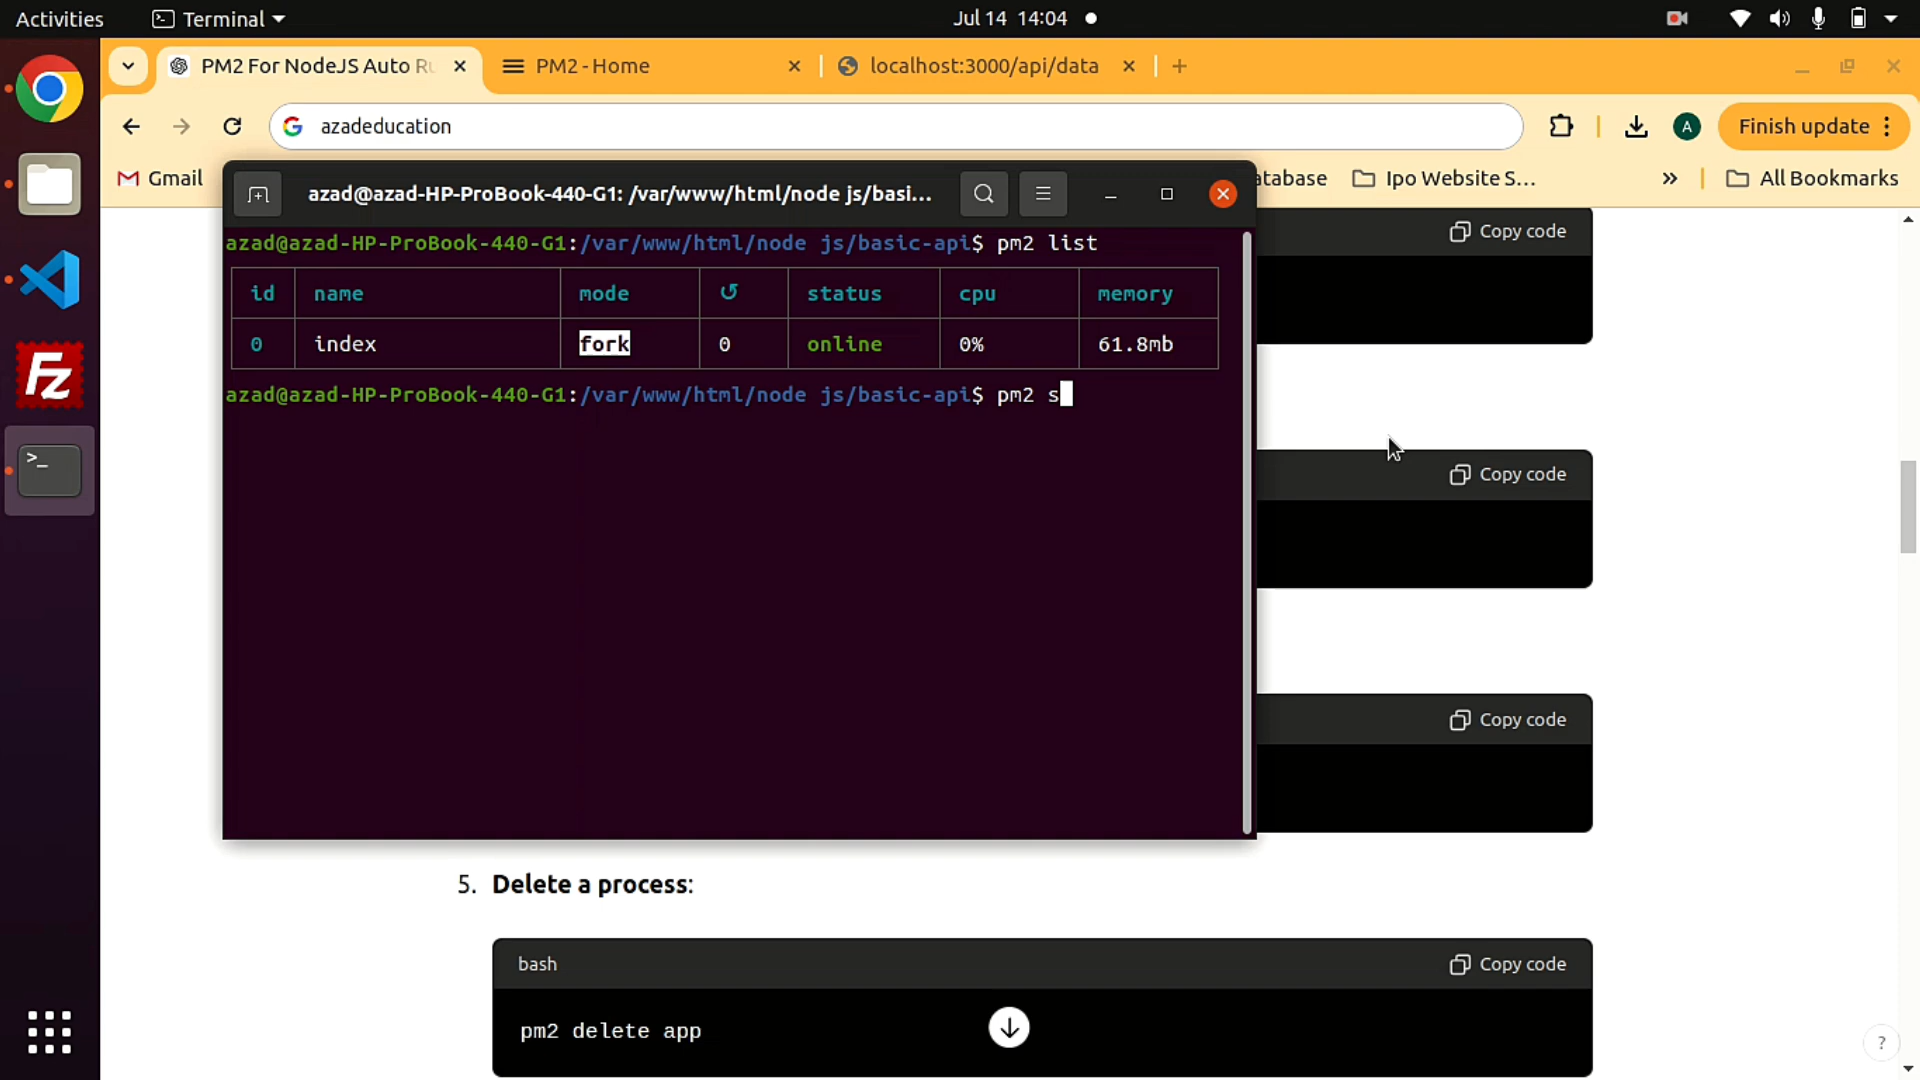 Activities Terminal Jul 14 14:04
PM2 For NodeJS Auto Ru PM2 - Home localhost:3000/api/data
azadeducation A Finish update
Gmail atabase Ipo Website S... All Bookmarks
azad@azad-HP-ProBook-440-G1: /var/www/html/node js/basi...
azad@azad-HP-ProBook-440-G1:/var/www/html/node js/basic-api$ pm2 list
id name mode ↺ status cpu memory
0 index fork 0 online 0% 61.8mb
azad@azad-HP-ProBook-440-G1:/var/www/html/node js/basic-api$ pm2 s
Copy code
Copy code
Copy code
5. Delete a process:
bash Copy code
pm2 delete app
?